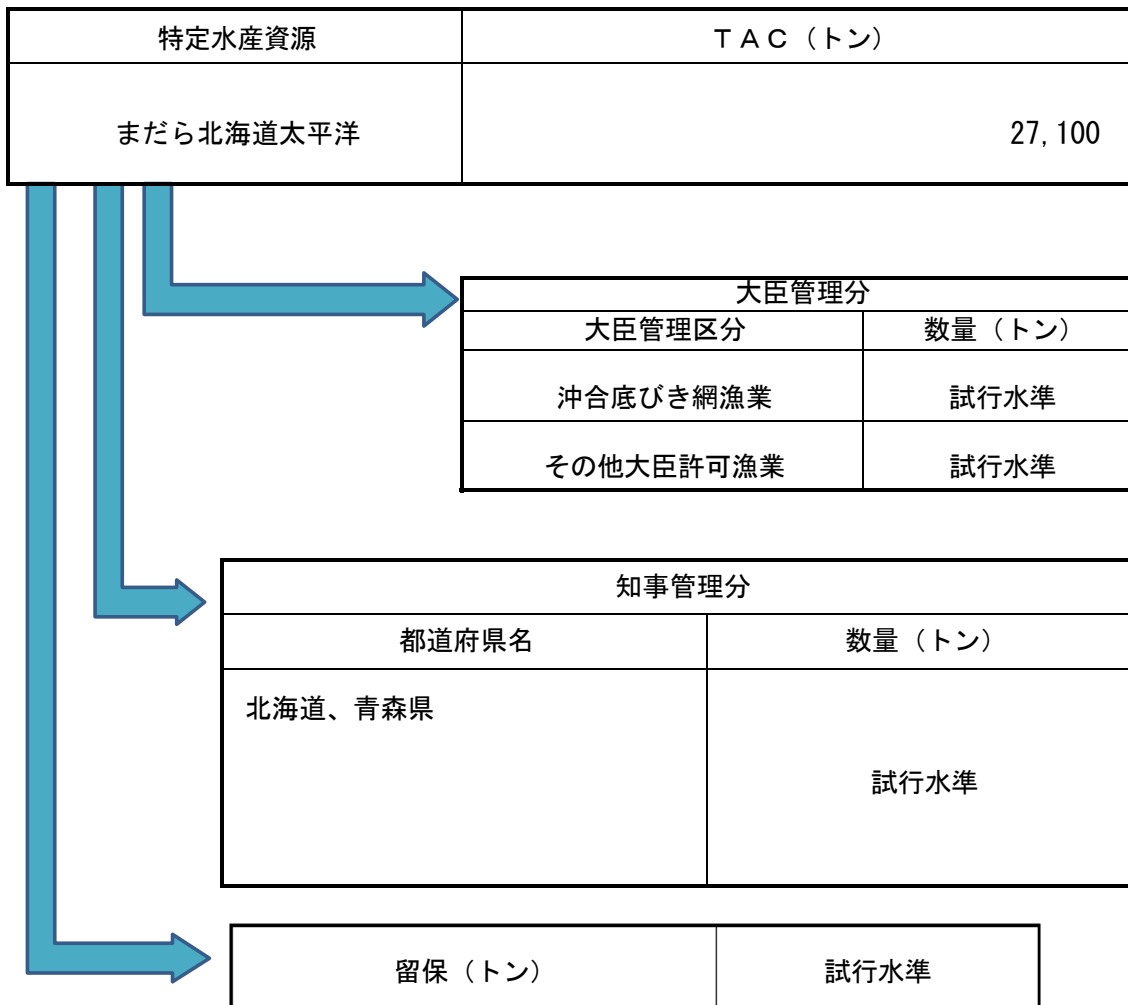 特定水産資源 ＴＡＣ（トン）
まだら北海道太平洋 27,100
大臣管理分
大臣管理区分 数量（トン）
沖合底びき網漁業 試行水準
その他大臣許可漁業 試行水準
知事管理分
都道府県名 数量（トン）
北海道、青森県
試行水準
留保（トン） 試行水準